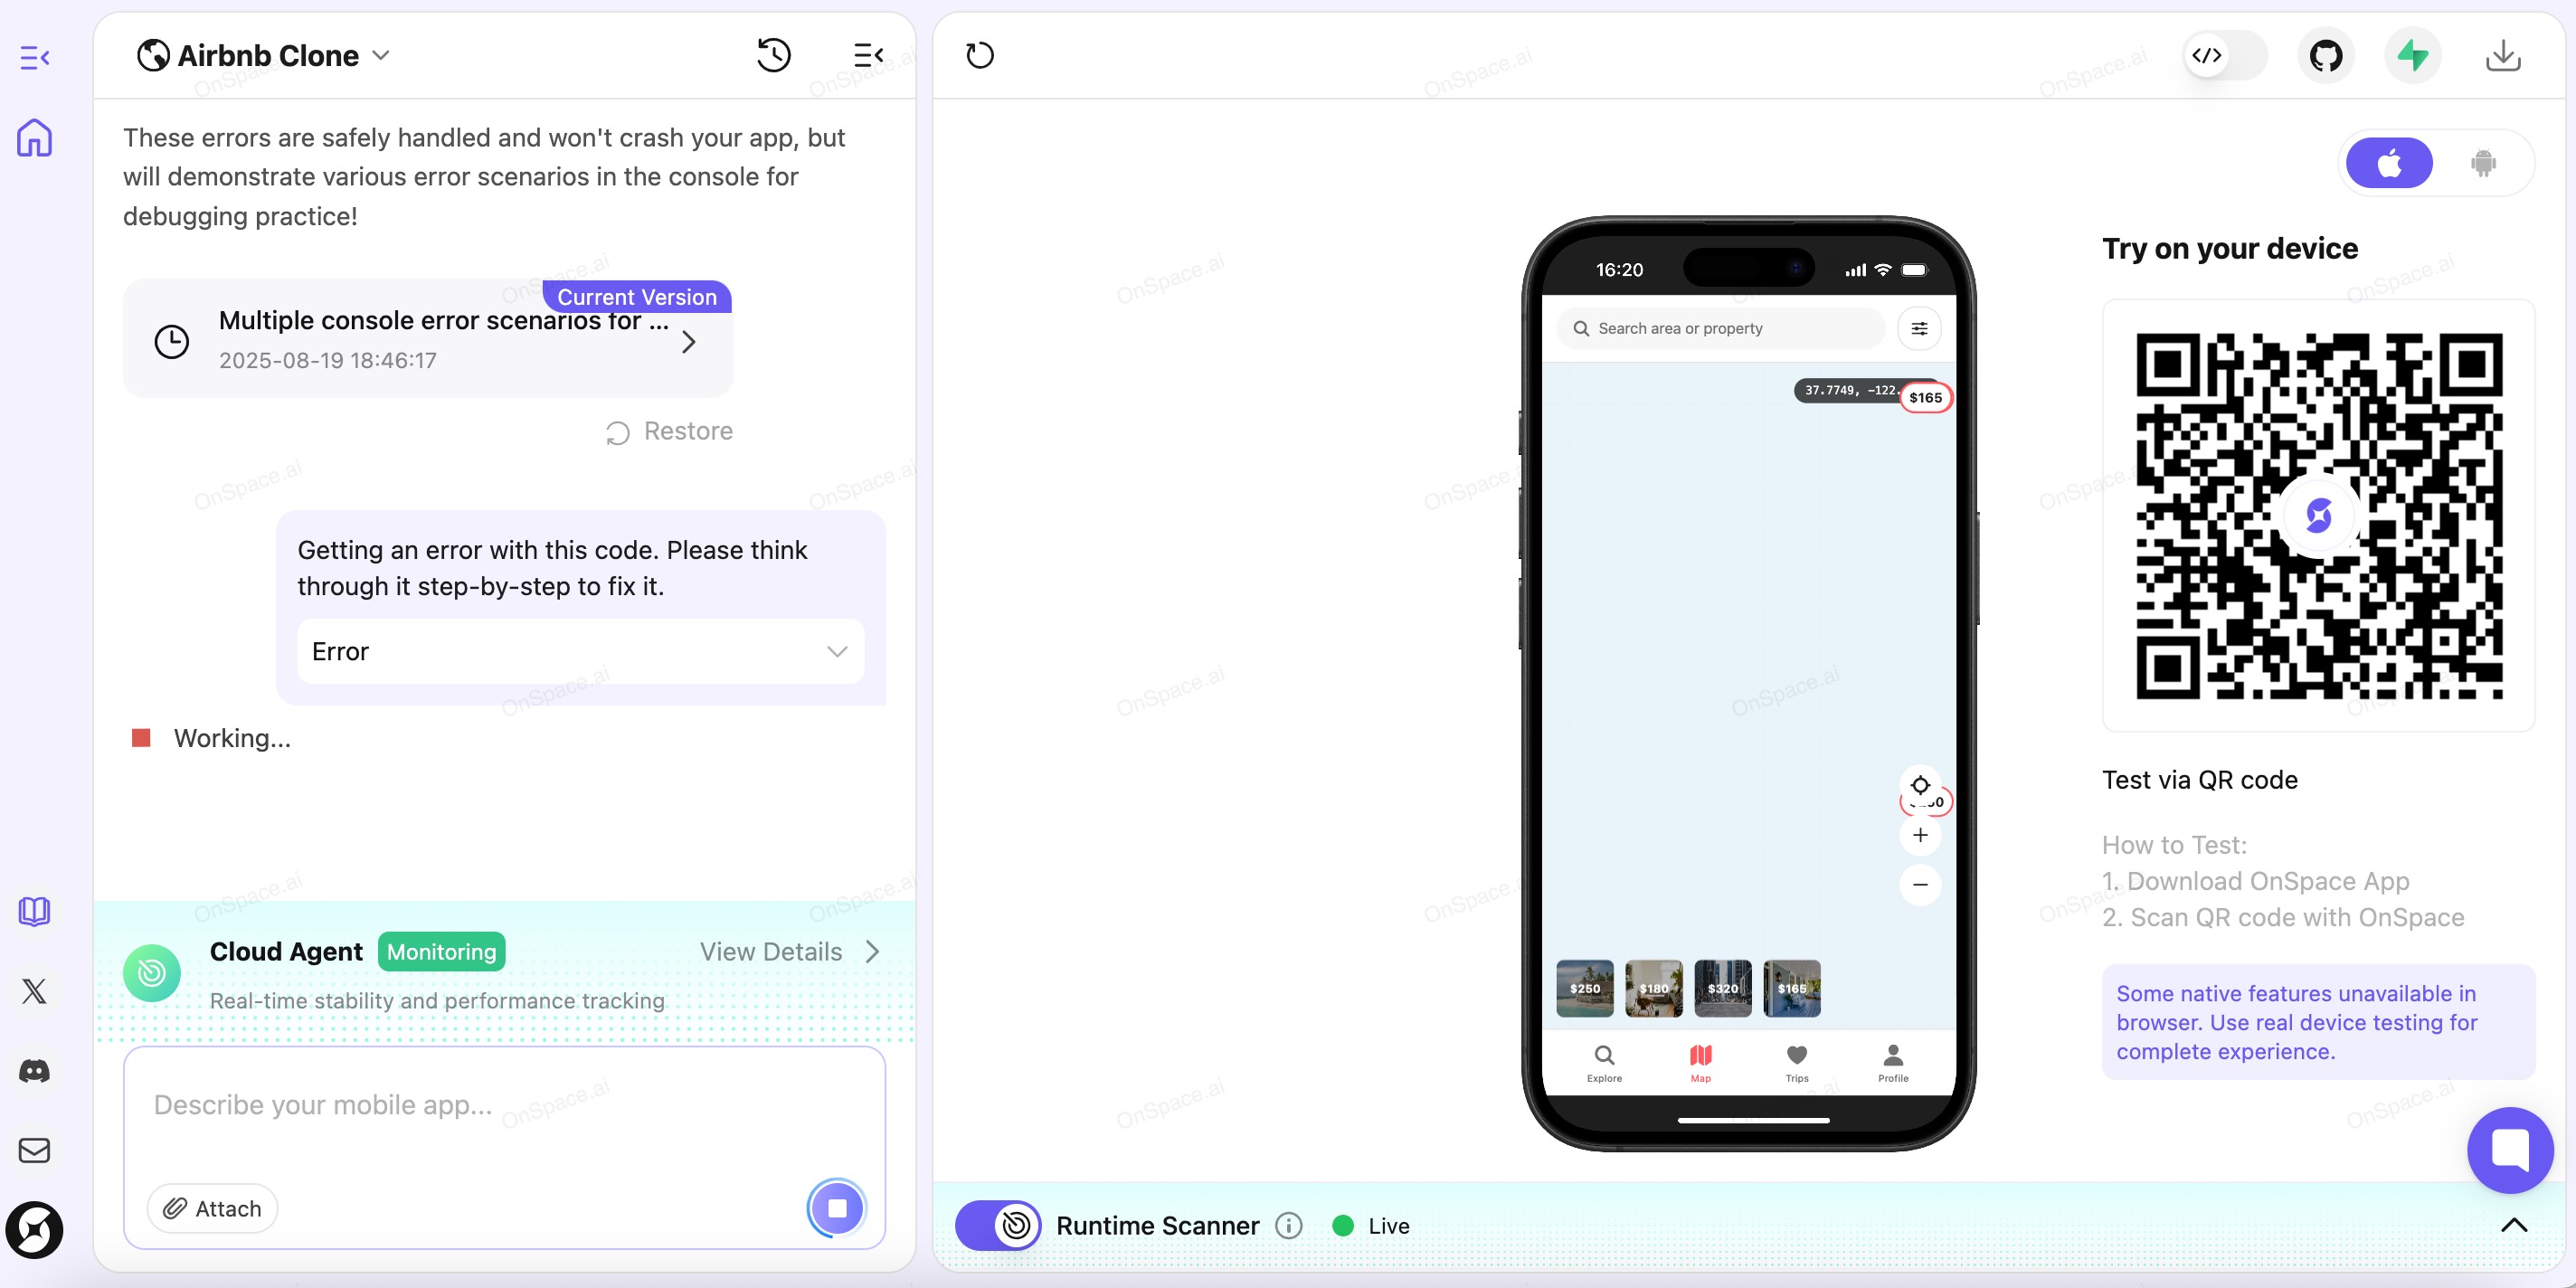 Airbnb Clone
These errors are safely handled and won't crash your app, but
will demonstrate various error scenarios in the console for
debugging practice!
Current Version
Multiple console error scenarios for ...
2025-08-19 18:46:17
Restore
Getting an error with this code. Please think
through it step-by-step to fix it.
Error
Working...
Cloud Agent
Monitoring
View Details
Real-time stability and performance tracking
Describe your mobile app...
Attach
16:20
Search area or property
37.7749, -122.
$165
$250
$180
$320
$165
Explore
Map
Trips
Profile
Try on your device
Test via QR code
How to Test:
1. Download OnSpace App
2. Scan QR code with OnSpace
Some native features unavailable in
browser. Use real device testing for
complete experience.
Runtime Scanner
Live
OnSpace.ai